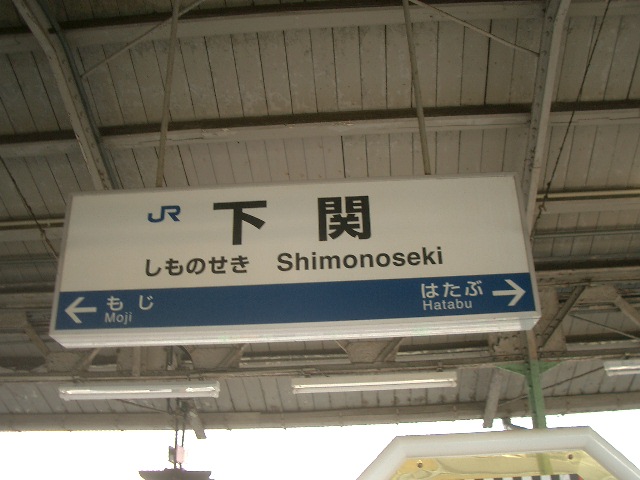 JR 下 関
しものせき Shimonoseki
← もじ はたぶ →
Moji Hatabu